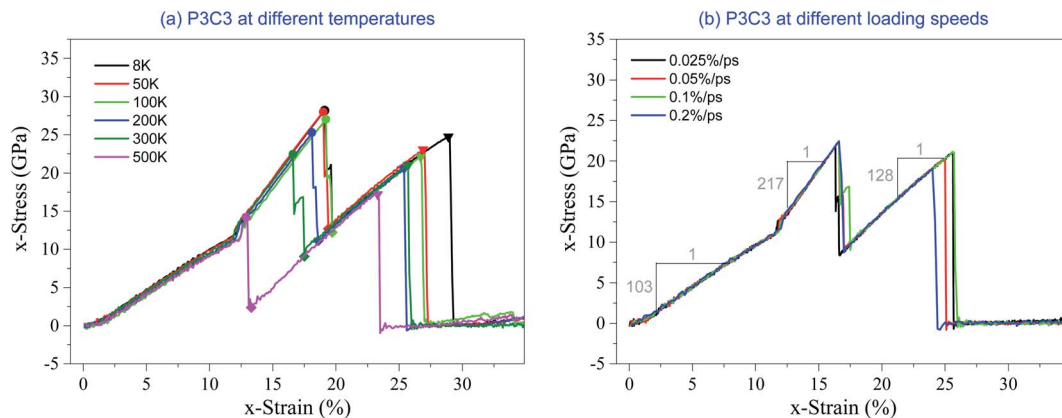 (a) P3C3 at different temperatures
35
30
25
20
15
10
5
0
-5
x-Stress (GPa)
8K
50K
100K
200K
300K
500K
0 5 10 15 20 25 30
x-Strain (%)
(b) P3C3 at different loading speeds
35
30
25
20
15
10
5
0
-5
x-Stress (GPa)
0.025%/ps
0.05%/ps
0.1%/ps
0.2%/ps
1
217
1
128
1
103
0 5 10 15 20 25 30
x-Strain (%)